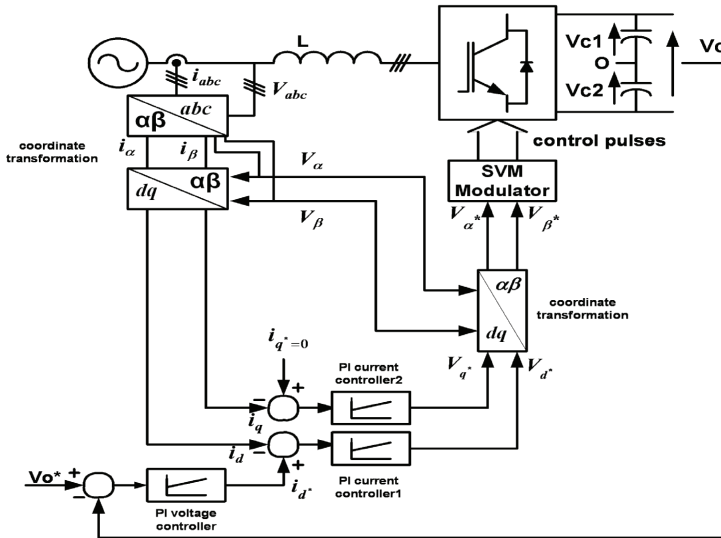 L
Vc1
O
Vc2
Vo
i_abc
V_abc
abc
αβ
coordinate
transformation
i_α
i_β
control pulses
αβ
dq
V_α
V_β
SVM
Modulator
V_α*
V_β*
αβ
dq
coordinate
transformation
i_q*=0
V_q*
V_d*
PI current
controller2
+
−
i_q
i_d
−
+
i_d*
PI current
controller1
Vo*
+
−
PI voltage
controller